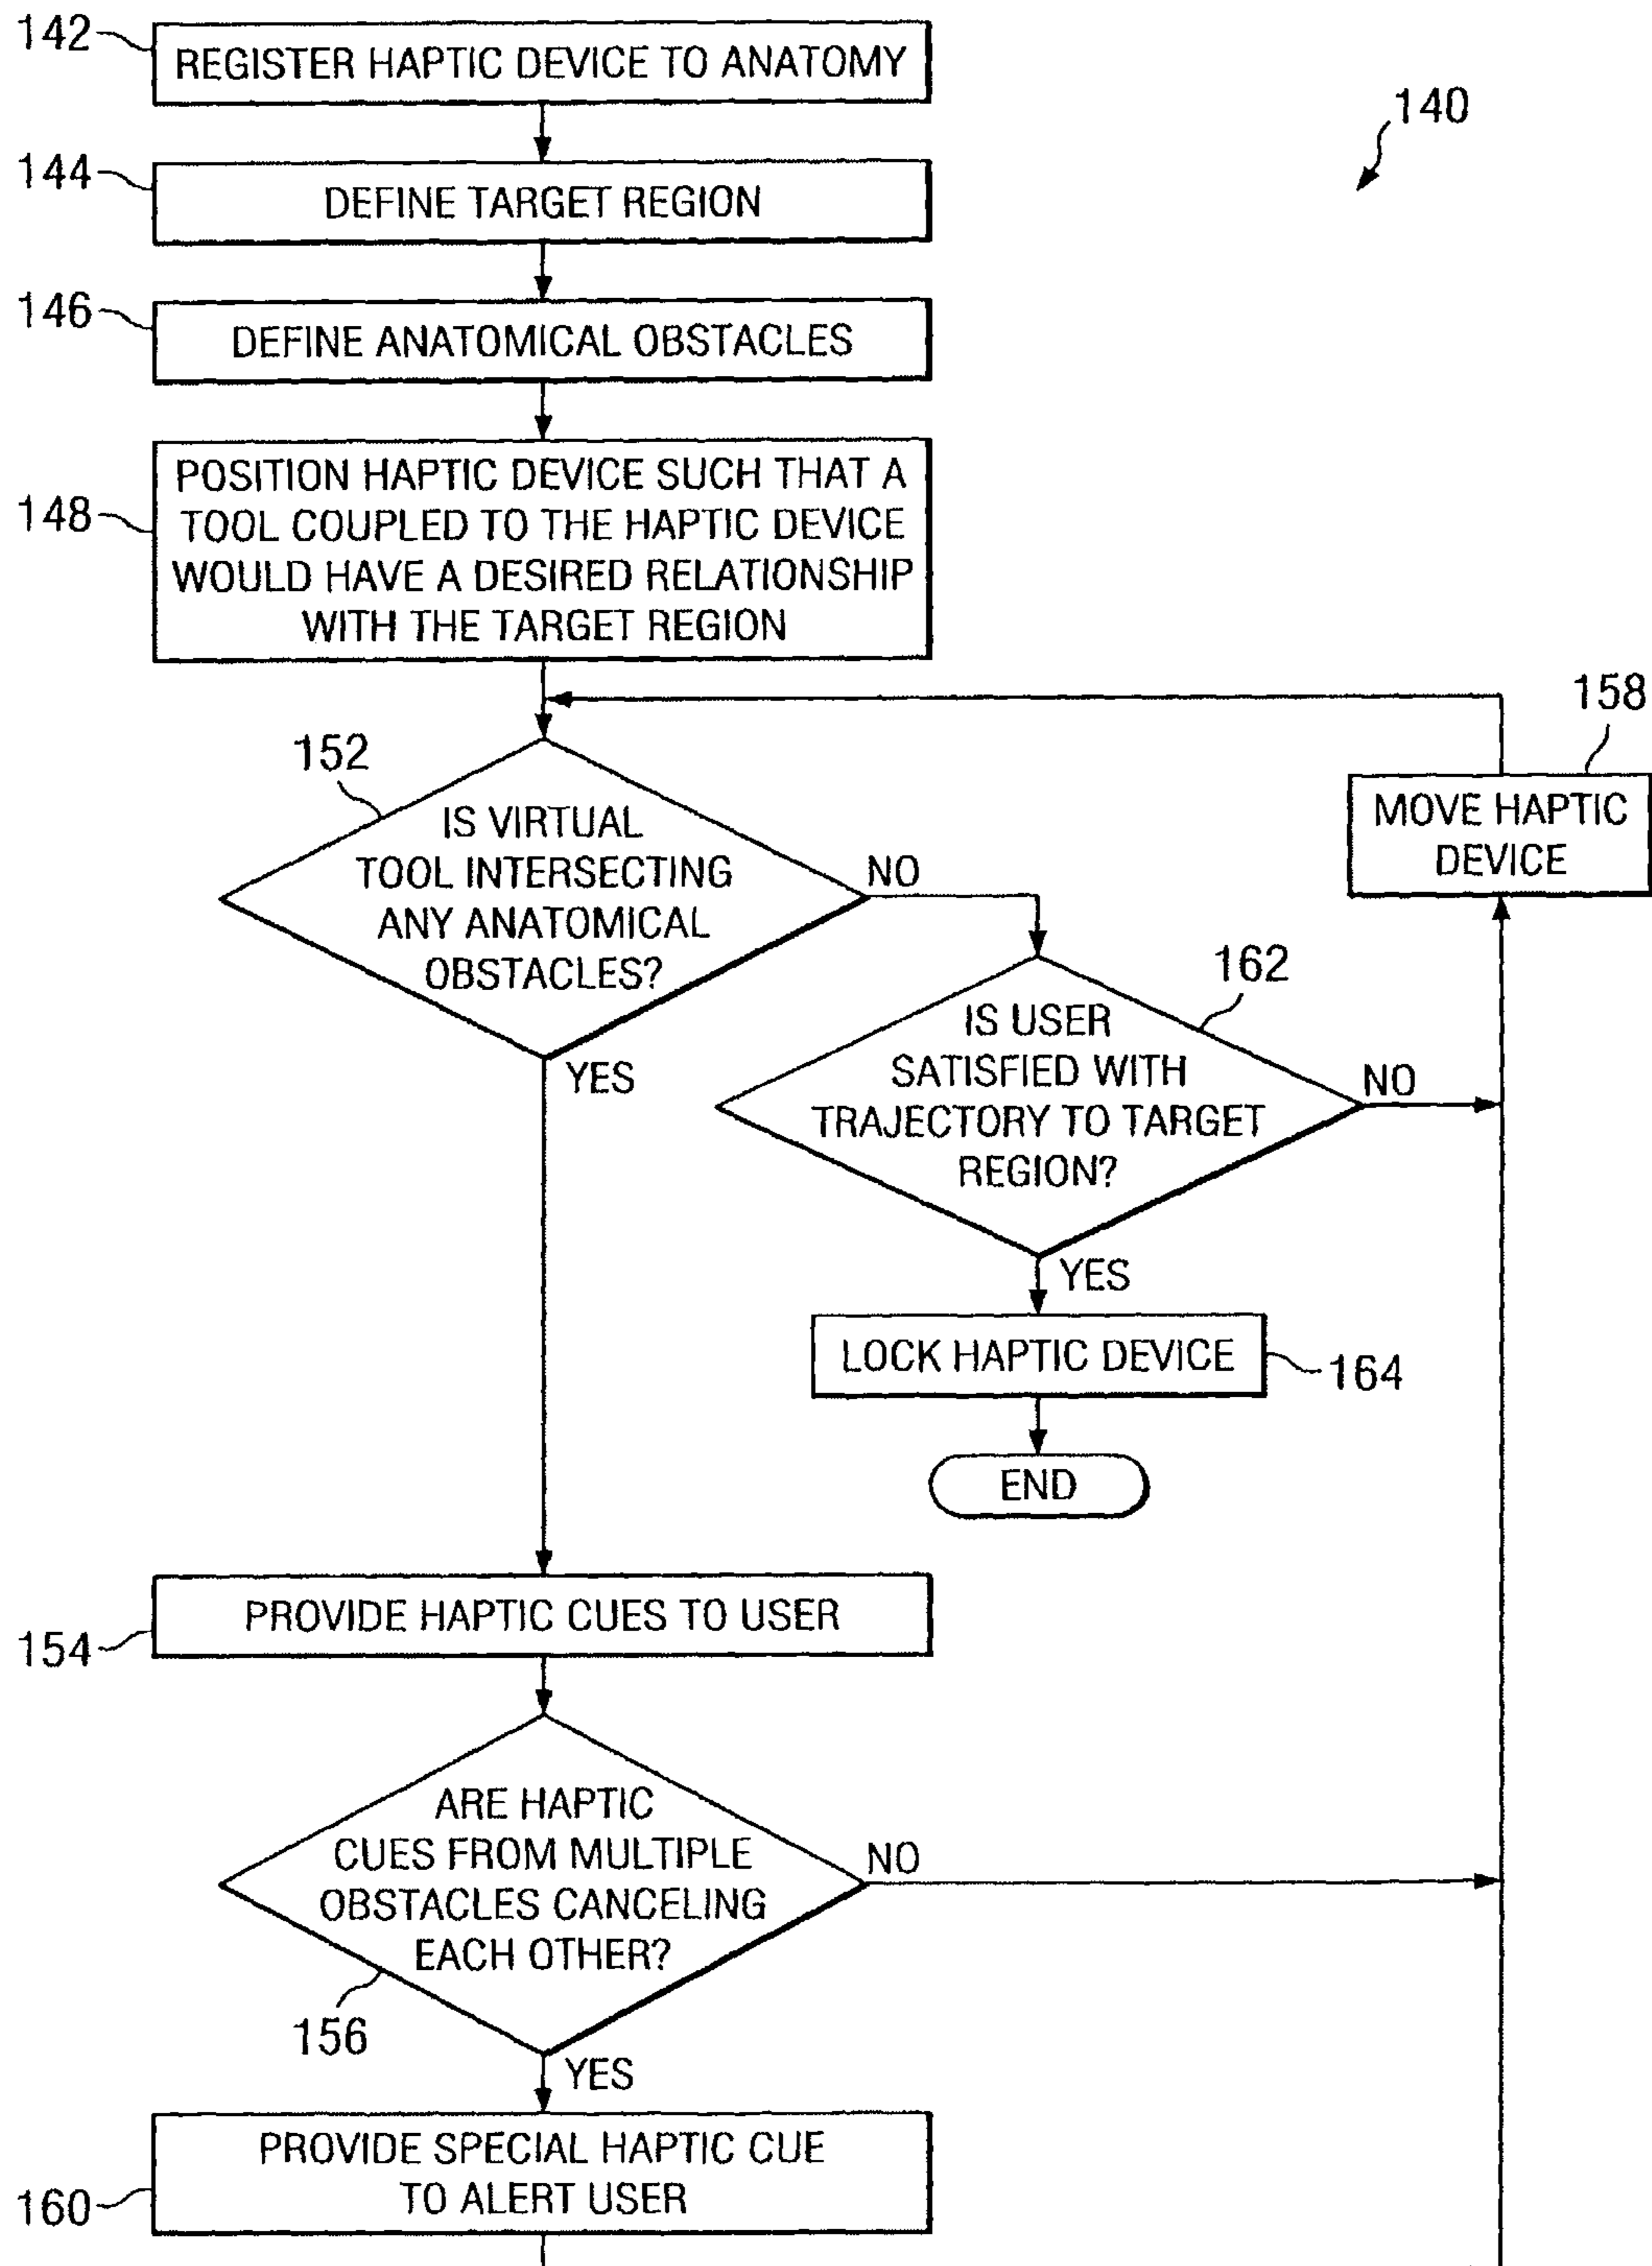 142
REGISTER HAPTIC DEVICE TO ANATOMY
140
144
DEFINE TARGET REGION
146
DEFINE ANATOMICAL OBSTACLES
148
POSITION HAPTIC DEVICE SUCH THAT A
TOOL COUPLED TO THE HAPTIC DEVICE
WOULD HAVE A DESIRED RELATIONSHIP
WITH THE TARGET REGION
158
MOVE HAPTIC
DEVICE
152
IS VIRTUAL
TOOL INTERSECTING
ANY ANATOMICAL
OBSTACLES?
NO
YES
162
IS USER
SATISFIED WITH
TRAJECTORY TO TARGET
REGION?
NO
YES
LOCK HAPTIC DEVICE
164
END
PROVIDE HAPTIC CUES TO USER
154
ARE HAPTIC
CUES FROM MULTIPLE
OBSTACLES CANCELING
EACH OTHER?
NO
156
YES
PROVIDE SPECIAL HAPTIC CUE
TO ALERT USER
160